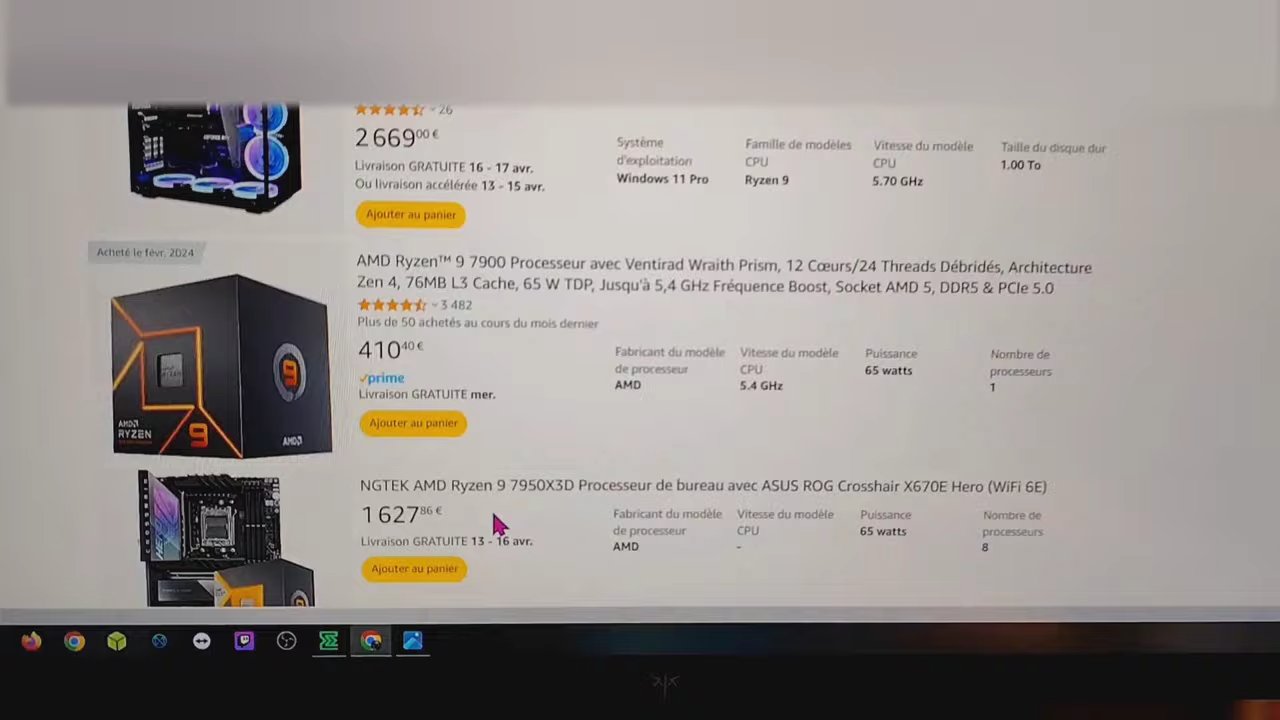 26
2 669 00 €
Livraison GRATUITE 16 - 17 avr.
Ou livraison accélérée 13 - 15 avr.
Ajouter au panier
Système d'exploitation
Windows 11 Pro
Famille de modèles CPU
Ryzen 9
Vitesse du modèle CPU
5.70 GHz
Taille du disque dur
1.00 To
Acheté le févr. 2024
AMD Ryzen™ 9 7900 Processeur avec Ventirad Wraith Prism, 12 Cœurs/24 Threads Débridés, Architecture
Zen 4, 76MB L3 Cache, 65 W TDP, Jusqu'à 5,4 GHz Fréquence Boost, Socket AMD 5, DDR5 & PCIe 5.0
3 482
Plus de 50 achetés au cours du mois dernier
410 40 €
prime
Livraison GRATUITE mer.
Ajouter au panier
Fabricant du modèle
de processeur
AMD
Vitesse du modèle
CPU
5.4 GHz
Puissance
65 watts
Nombre de
processeurs
1
AMD
RYZEN
9
9
AMD
NGTEK AMD Ryzen 9 7950X3D Processeur de bureau avec ASUS ROG Crosshair X670E Hero (WiFi 6E)
1 627 86 €
Livraison GRATUITE 13 - 16 avr.
Ajouter au panier
Fabricant du modèle
de processeur
AMD
Vitesse du modèle
CPU
-
Puissance
65 watts
Nombre de
processeurs
8